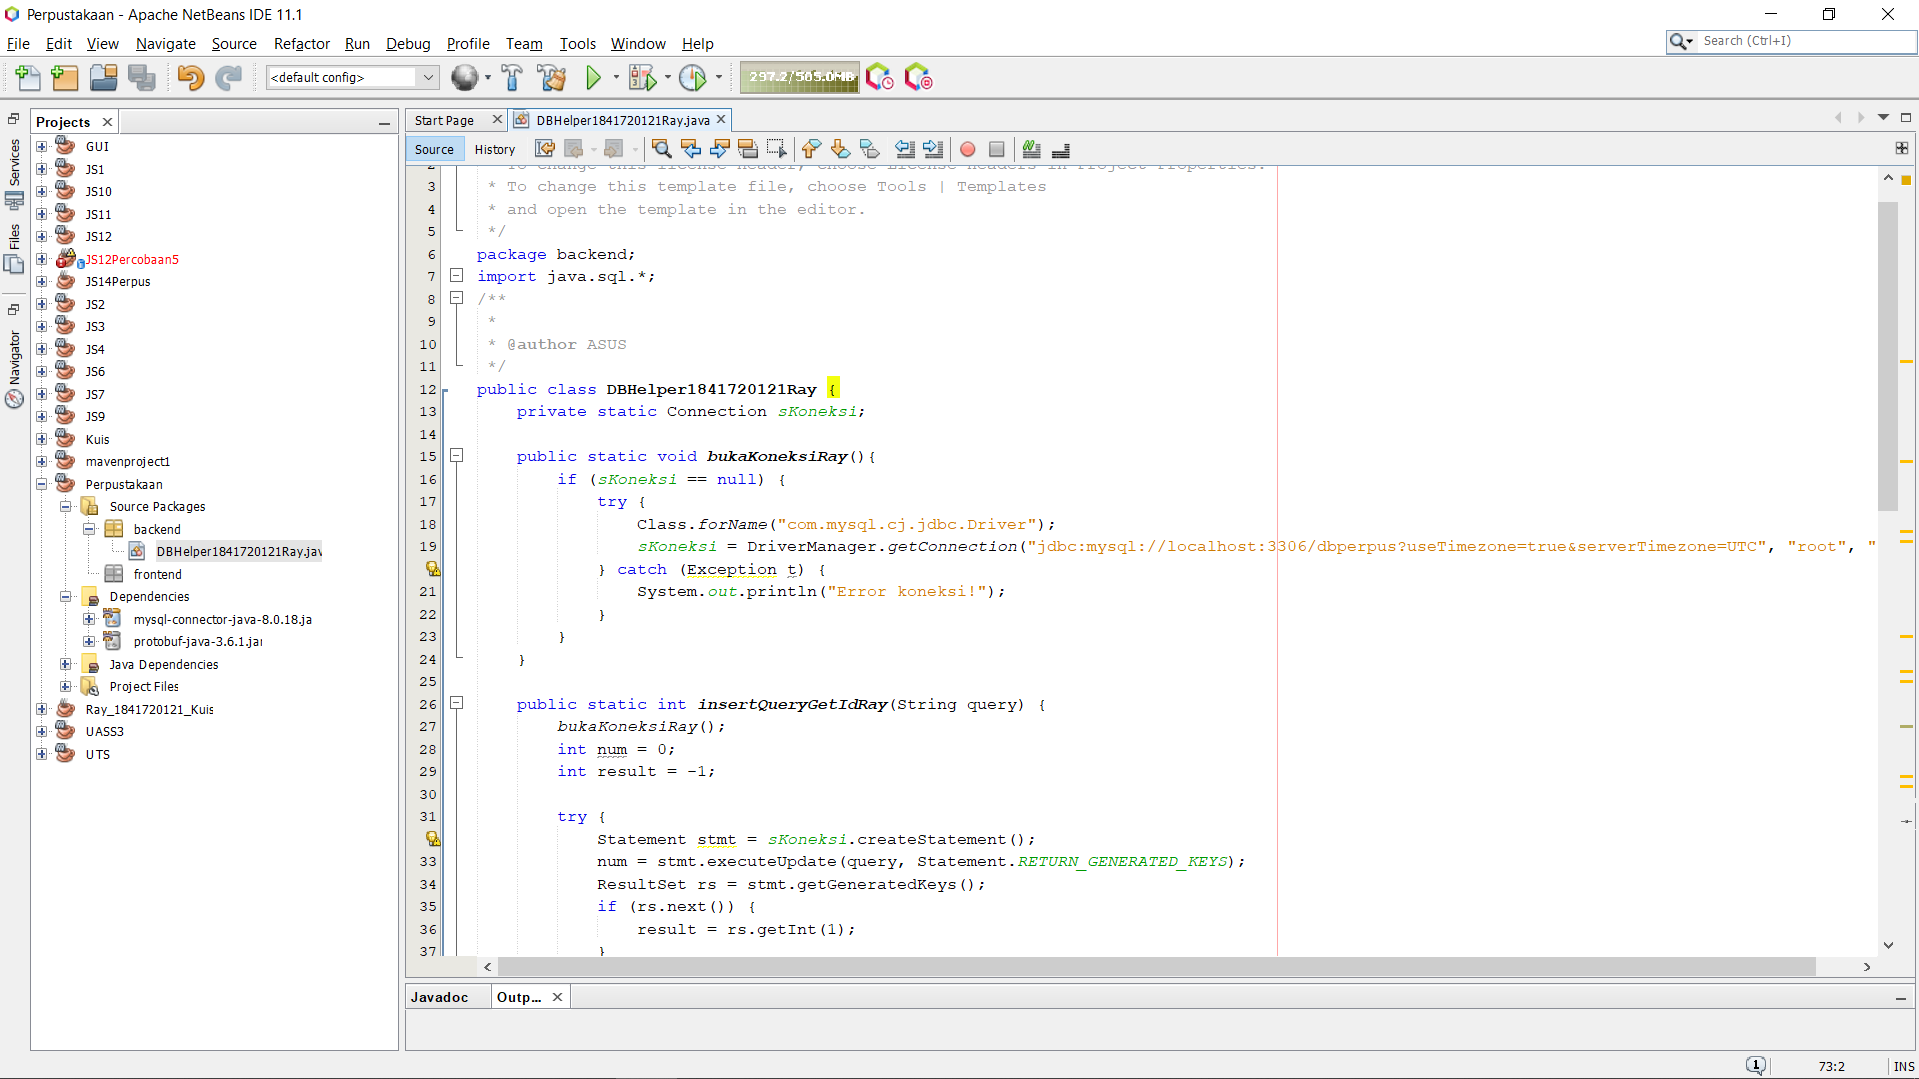 Perpustakaan - Apache NetBeans IDE 11.1
File Edit View Navigate Source Refactor Run Debug Profile Team Tools Window Help
Search (Ctrl+I)
<default config>
297.2/505.0MB
Projects
Services
Files
Navigator
GUI
JS1
JS10
JS11
JS12
JS12Percobaan5
JS14Perpus
JS2
JS3
JS4
JS6
JS7
JS9
Kuis
mavenproject1
Perpustakaan
Source Packages
backend
DBHelper1841720121Ray.jav
frontend
Dependencies
mysql-connector-java-8.0.18.ja
protobuf-java-3.6.1.jar
Java Dependencies
Project Files
Ray_1841720121_Kuis
UASS3
UTS
Start Page
DBHelper1841720121Ray.java
Source History
2 * To change this license header, choose License Headers in Project Properties.
3 * To change this template file, choose Tools | Templates
4 * and open the template in the editor.
5 */
6 package backend;
7 import java.sql.*;
8 /**
9 *
10 * @author ASUS
11 */
12 public class DBHelper1841720121Ray {
13 private static Connection sKoneksi;
14
15 public static void bukaKoneksiRay(){
16 if (sKoneksi == null) {
17 try {
18 Class.forName("com.mysql.cj.jdbc.Driver");
19 sKoneksi = DriverManager.getConnection("jdbc:mysql://localhost:3306/dbperpus?useTimezone=true&serverTimezone=UTC", "root", "
} catch (Exception t) {
21 System.out.println("Error koneksi!");
22 }
23 }
24 }
25
26 public static int insertQueryGetIdRay(String query) {
27 bukaKoneksiRay();
28 int num = 0;
29 int result = -1;
30
31 try {
Statement stmt = sKoneksi.createStatement();
33 num = stmt.executeUpdate(query, Statement.RETURN_GENERATED_KEYS);
34 ResultSet rs = stmt.getGeneratedKeys();
35 if (rs.next()) {
36 result = rs.getInt(1);
37 }
Javadoc
Outp...
1
73:2
INS